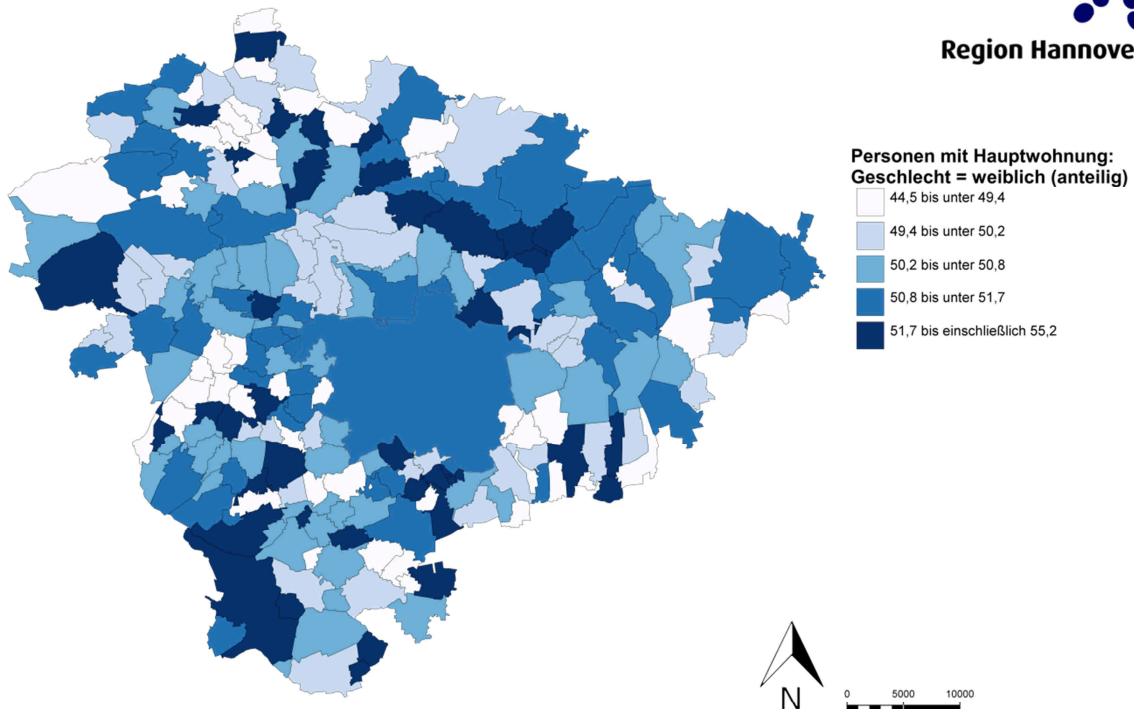 Region Hannove
Personen mit Hauptwohnung:
Geschlecht = weiblich (anteilig)
44,5 bis unter 49,4
49,4 bis unter 50,2
50,2 bis unter 50,8
50,8 bis unter 51,7
51,7 bis einschließlich 55,2
N
0 5000 10000